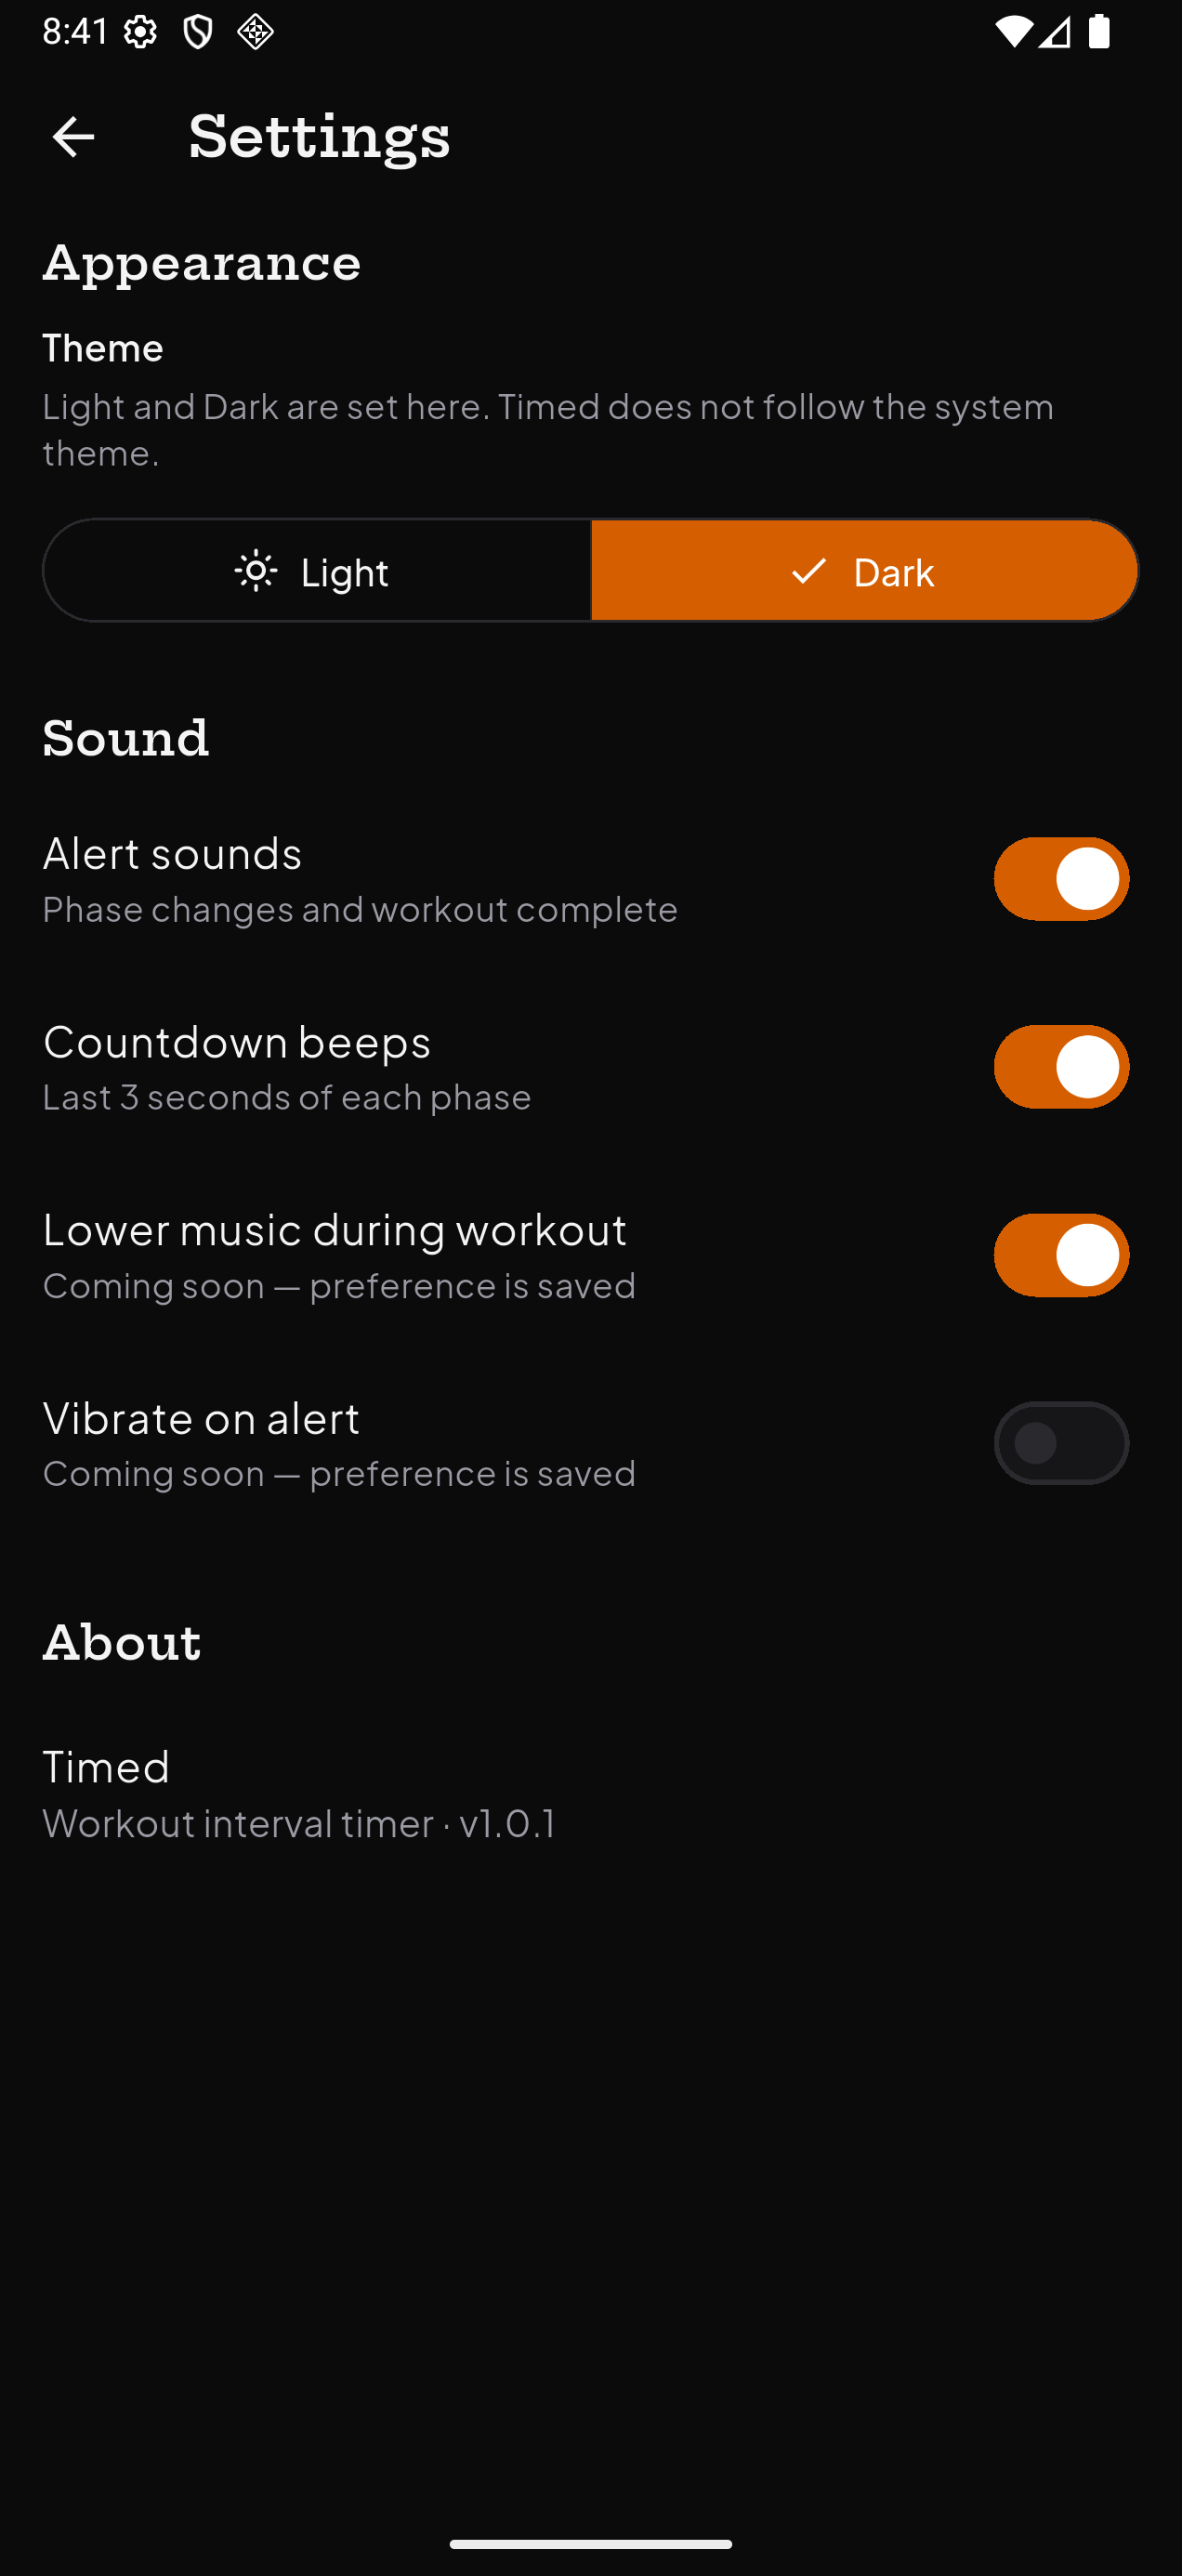 8:41
Settings
Appearance
Theme
Light and Dark are set here. Timed does not follow the system
theme.
Light
Dark
Sound
Alert sounds
Phase changes and workout complete
Countdown beeps
Last 3 seconds of each phase
Lower music during workout
Coming soon — preference is saved
Vibrate on alert
Coming soon — preference is saved
About
Timed
Workout interval timer · v1.0.1